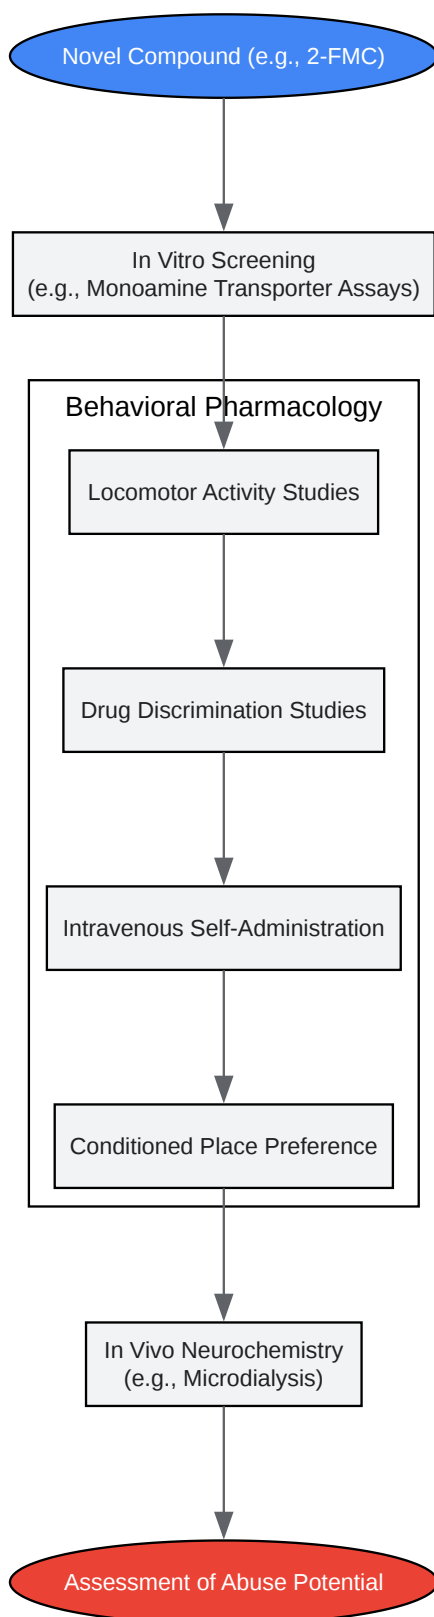 Novel Compound (e.g., 2-FMC)
In Vitro Screening
(e.g., Monoamine Transporter Assays)
Behavioral Pharmacology
Locomotor Activity Studies
Drug Discrimination Studies
Intravenous Self-Administration
Conditioned Place Preference
In Vivo Neurochemistry
(e.g., Microdialysis)
Assessment of Abuse Potential